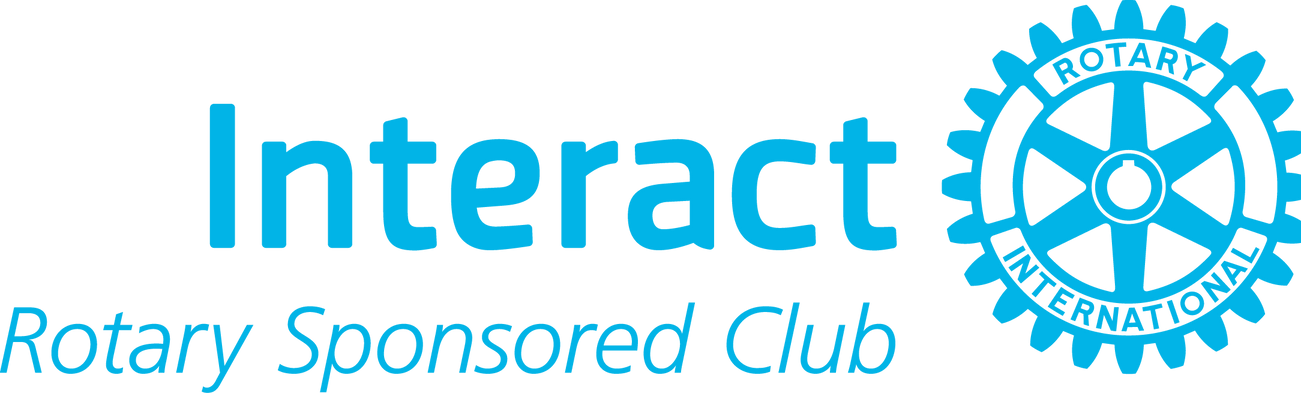 Interact
Rotary Sponsored Club
ROTARY
INTERNATIONAL